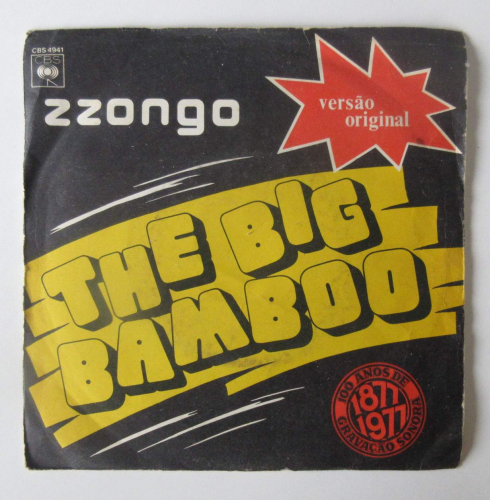 CBS 4941
CBS
zzongo
versão
original
THE BIG
BAMBOO
100 ANOS DE
1877
1977
GRAVAÇÃO SONORA